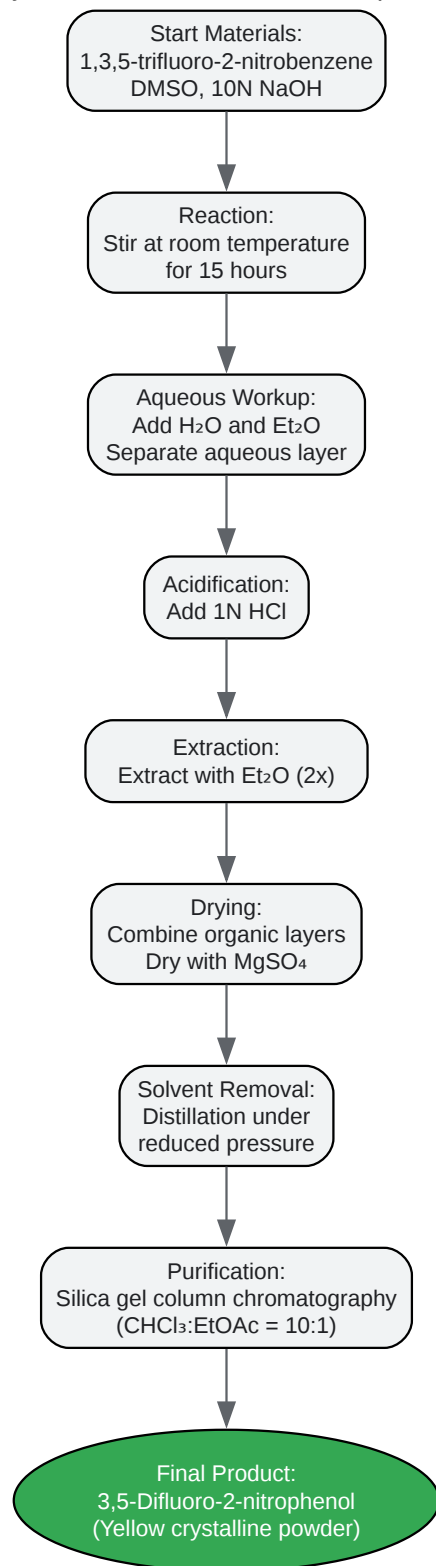 Start Materials:
1,3,5-trifluoro-2-nitrobenzene
DMSO, 10N NaOH
Reaction:
Stir at room temperature
for 15 hours
Aqueous Workup:
Add H₂O and Et₂O
Separate aqueous layer
Acidification:
Add 1N HCl
Extraction:
Extract with Et₂O (2x)
Drying:
Combine organic layers
Dry with MgSO₄
Solvent Removal:
Distillation under
reduced pressure
Purification:
Silica gel column chromatography
(CHCl₃:EtOAc = 10:1)
Final Product:
3,5-Difluoro-2-nitrophenol
(Yellow crystalline powder)